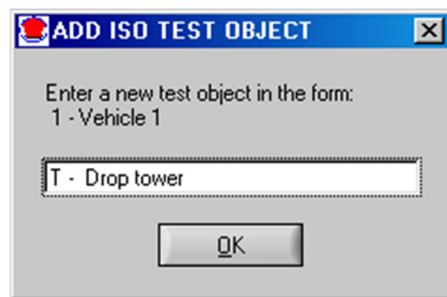 ADD ISO TEST OBJECT
Enter a new test object in the form:
1 - Vehicle 1
T - Drop tower
OK